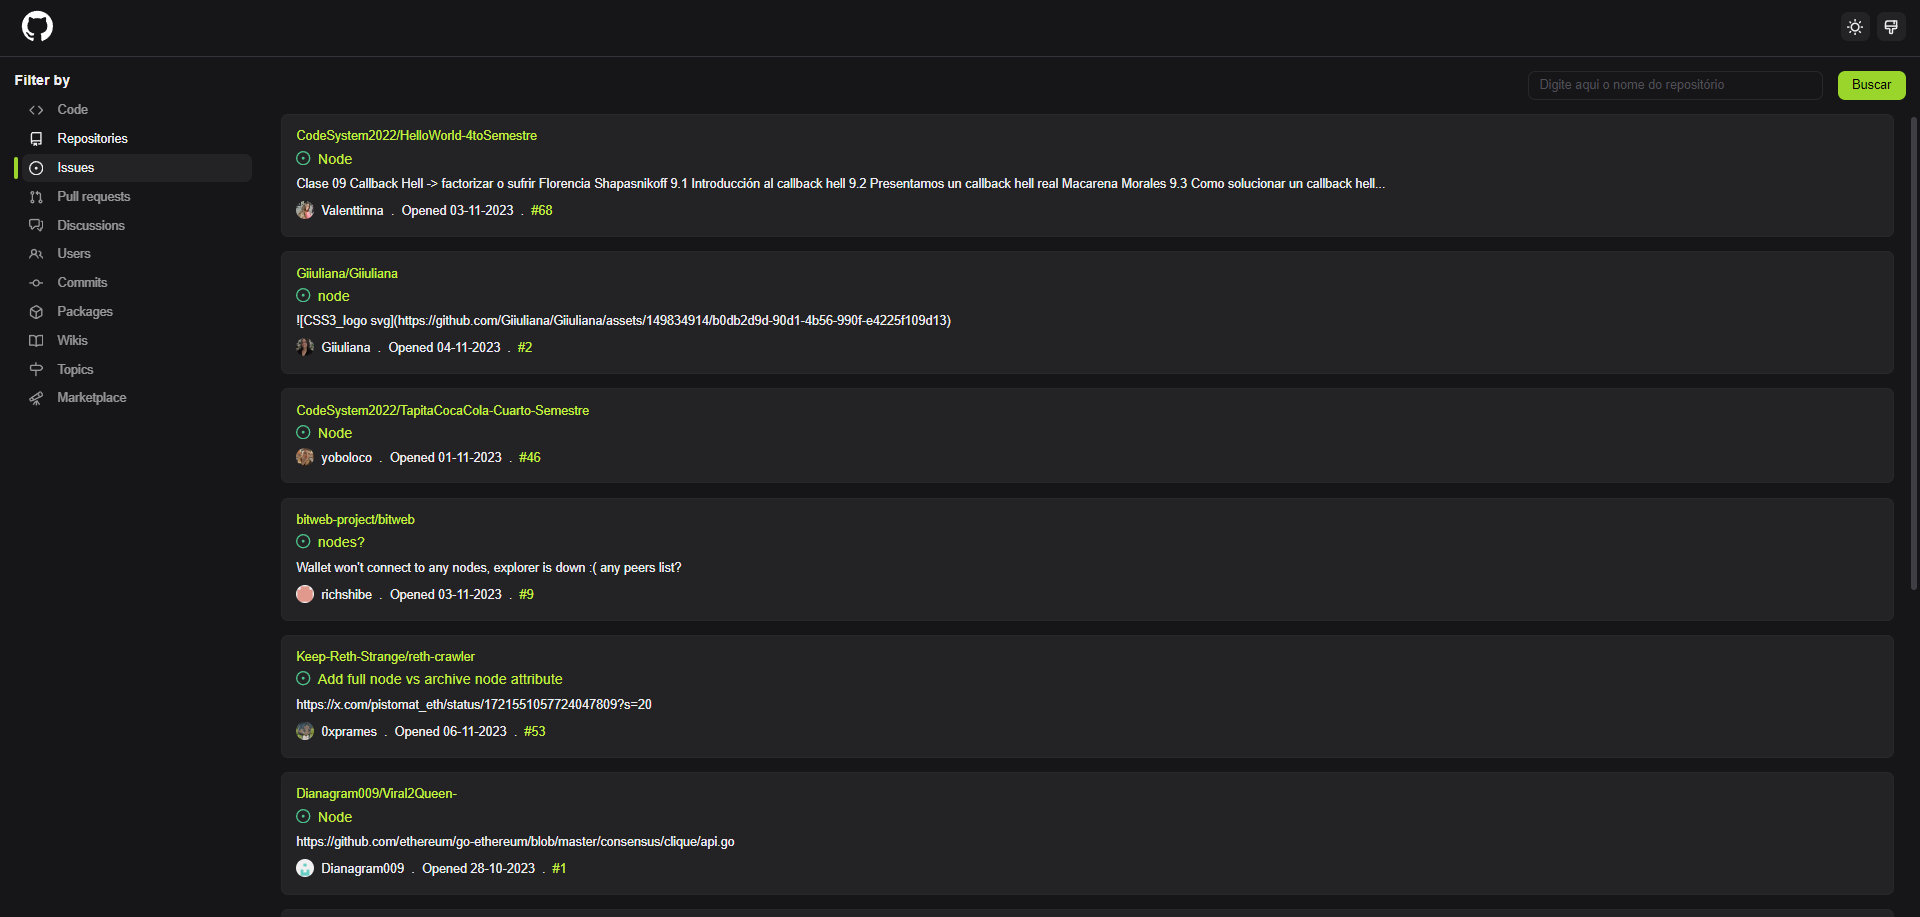 Filter by
Code
Repositories
Issues
Pull requests
Discussions
Users
Commits
Packages
Wikis
Topics
Marketplace
Digite aqui o nome do repositório
Buscar
CodeSystem2022/HelloWorld-4toSemestre
Node
Clase 09 Callback Hell -> factorizar o sufrir Florencia Shapasnikoff 9.1 Introducción al callback hell 9.2 Presentamos un callback hell real Macarena Morales 9.3 Como solucionar un callback hell...
Valenttinna . Opened 03-11-2023 . #68
Giiuliana/Giiuliana
node
![CSS3_logo svg](https://github.com/Giiuliana/Giiuliana/assets/149834914/b0db2d9d-90d1-4b56-990f-e4225f109d13)
Giiuliana . Opened 04-11-2023 . #2
CodeSystem2022/TapitaCocaCola-Cuarto-Semestre
Node
yoboloco . Opened 01-11-2023 . #46
bitweb-project/bitweb
nodes?
Wallet won't connect to any nodes, explorer is down :( any peers list?
richshibe . Opened 03-11-2023 . #9
Keep-Reth-Strange/reth-crawler
Add full node vs archive node attribute
https://x.com/pistomat_eth/status/1721551057724047809?s=20
0xprames . Opened 06-11-2023 . #53
Dianagram009/Viral2Queen-
Node
https://github.com/ethereum/go-ethereum/blob/master/consensus/clique/api.go
Dianagram009 . Opened 28-10-2023 . #1